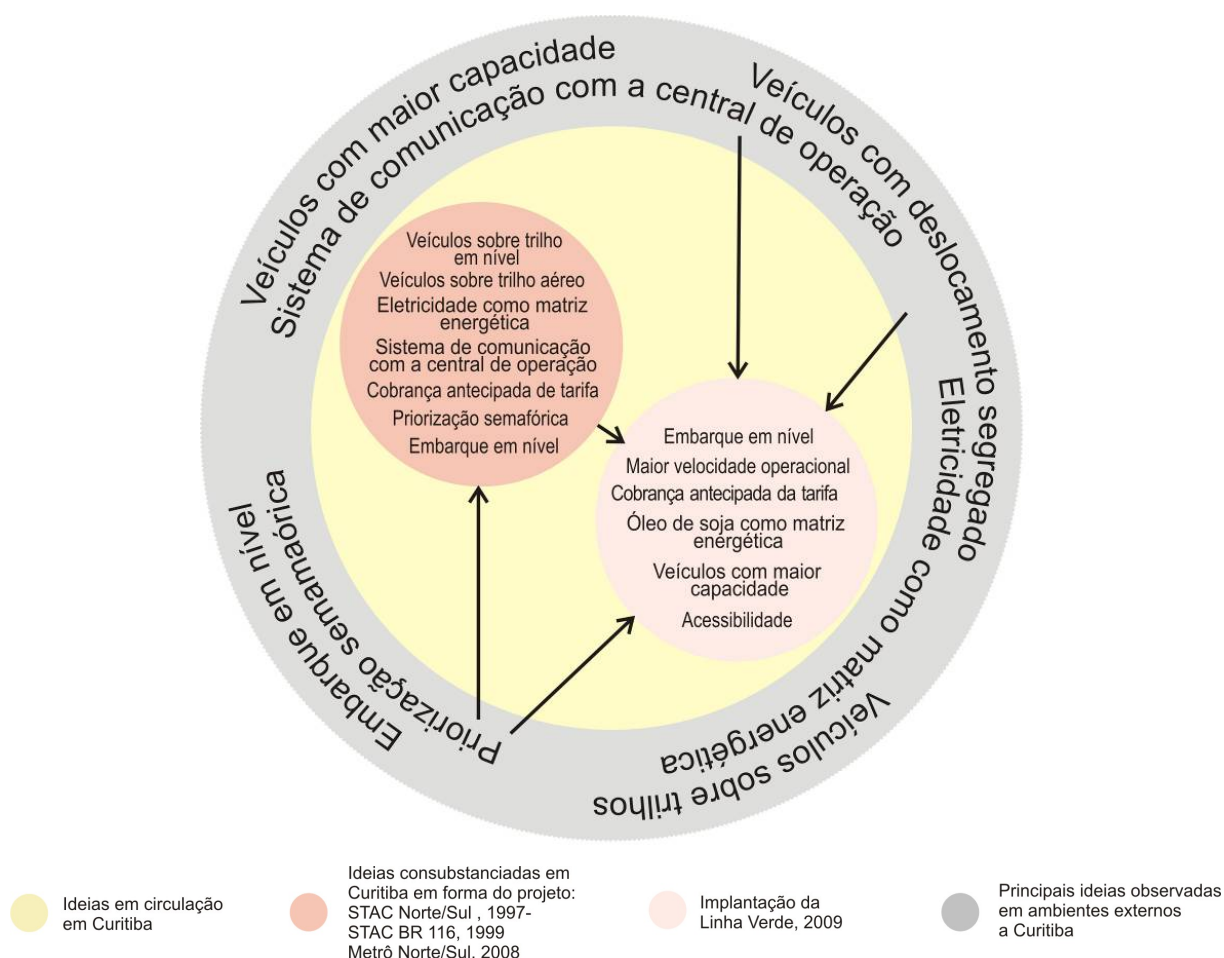 Veículos com maior capacidade
Sistema de comunicação com a central de operação
Veículos com deslocamento segregado
Eletricidade como matriz energética
Veículos sobre trilhos
Priorização semamaórica
Embarque em nível
Veículos sobre trilho
em nível
Veículos sobre trilho aéreo
Eletricidade como matriz
energética
Sistema de comunicação
com a central de operação
Cobrança antecipada de tarifa
Priorização semafórica
Embarque em nível
Embarque em nível
Maior velocidade operacional
Cobrança antecipada da tarifa
Óleo de soja como matriz
energética
Veículos com maior
capacidade
Acessibilidade
Ideias em circulação
em Curitiba
Ideias consubstanciadas em
Curitiba em forma do projeto:
STAC Norte/Sul , 1997-
STAC BR 116, 1999
Metrô Norte/Sul, 2008
Implantação da
Linha Verde, 2009
Principais ideias observadas
em ambientes externos
a Curitiba